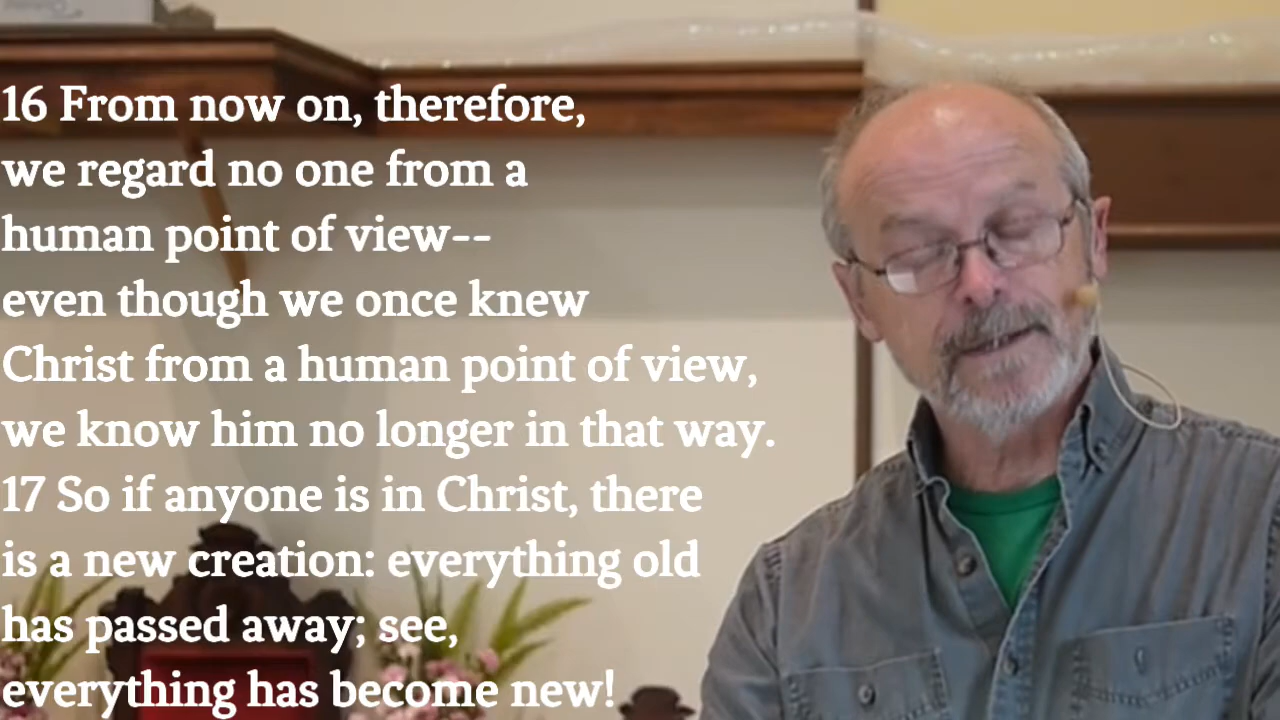 16 From now on, therefore,
we regard no one from a
human point of view--
even though we once knew
Christ from a human point of view,
we know him no longer in that way.
17 So if anyone is in Christ, there
is a new creation: everything old
has passed away; see,
everything has become new!